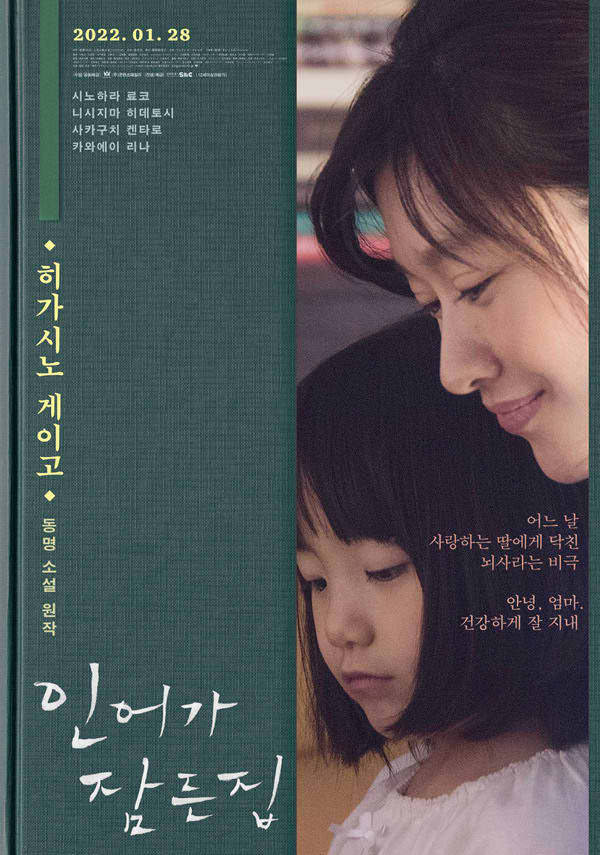 2022. 01. 28
시노하라 료코
니시지마 히데토시
사카구치 켄타로
카와에이 리나
히가시노 게이고
동명 소설 원작
어느 날
사랑하는 딸에게 닥친
뇌사라는 비극
안녕, 엄마.
건강하게 잘 지내
인어가
잠든집